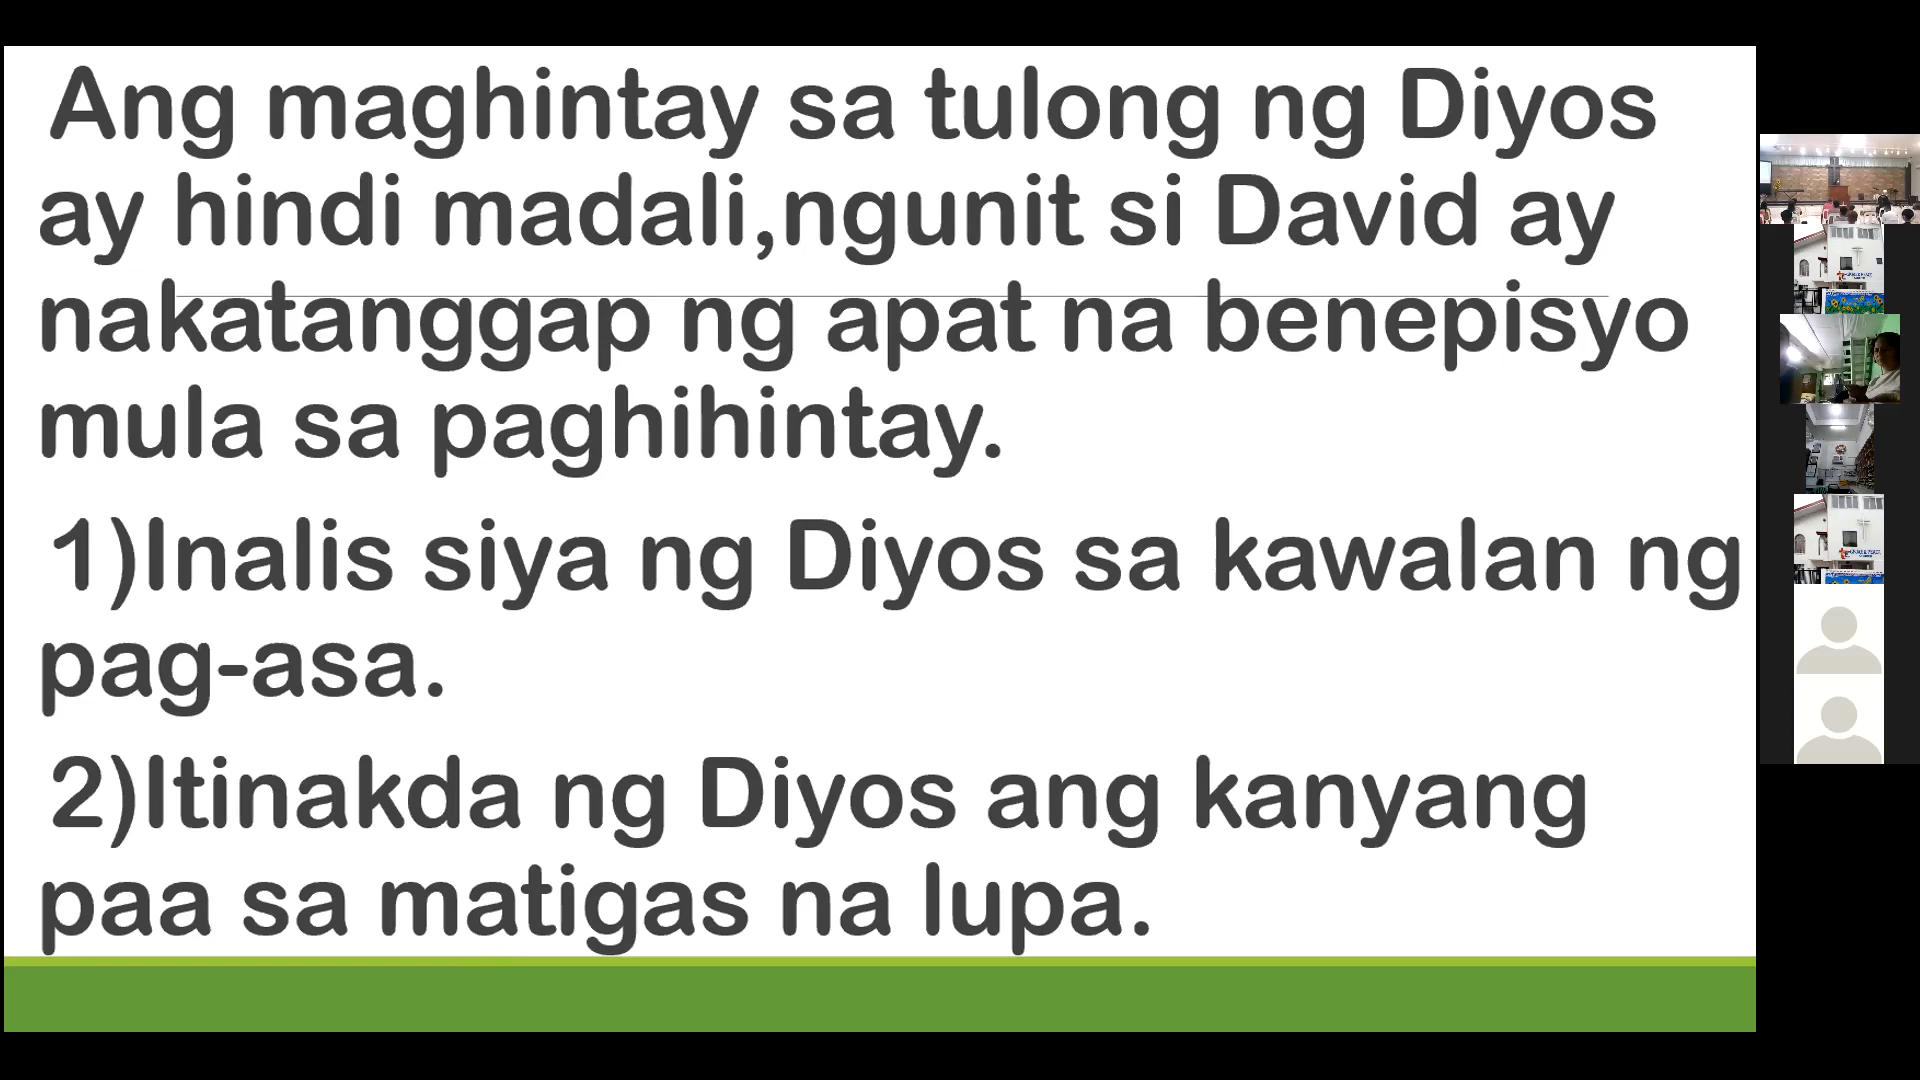 Ang maghintay sa tulong ng Diyos
ay hindi madali,ngunit si David ay
nakatanggap ng apat na benepisyo
mula sa paghihintay.
1)Inalis siya ng Diyos sa kawalan ng
pag-asa.
2)Itinakda ng Diyos ang kanyang
paa sa matigas na lupa.